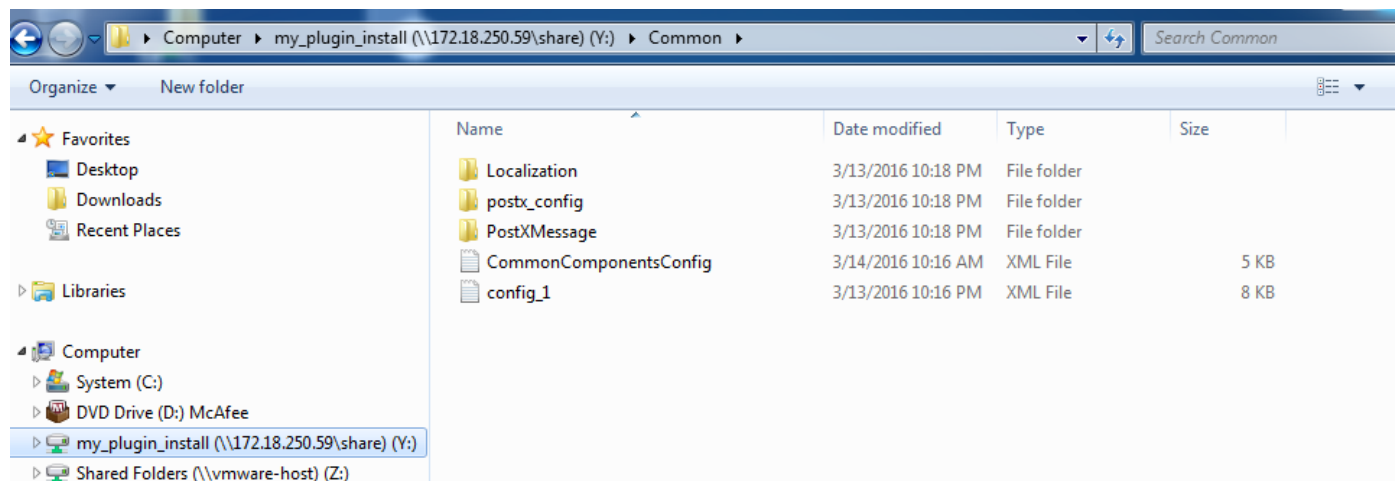 Computer my_plugin_install (\\172.18.250.59\share) (Y:) Common Search Common
Organize New folder
Favorites
Desktop
Downloads
Recent Places
Libraries
Computer
System (C:)
DVD Drive (D:) McAfee
my_plugin_install (\\172.18.250.59\share) (Y:)
Shared Folders (\\vmware-host) (Z:)
Name Date modified Type Size
Localization 3/13/2016 10:18 PM File folder
postx_config 3/13/2016 10:18 PM File folder
PostXMessage 3/13/2016 10:18 PM File folder
CommonComponentsConfig 3/14/2016 10:16 AM XML File 5 KB
config_1 3/13/2016 10:16 PM XML File 8 KB